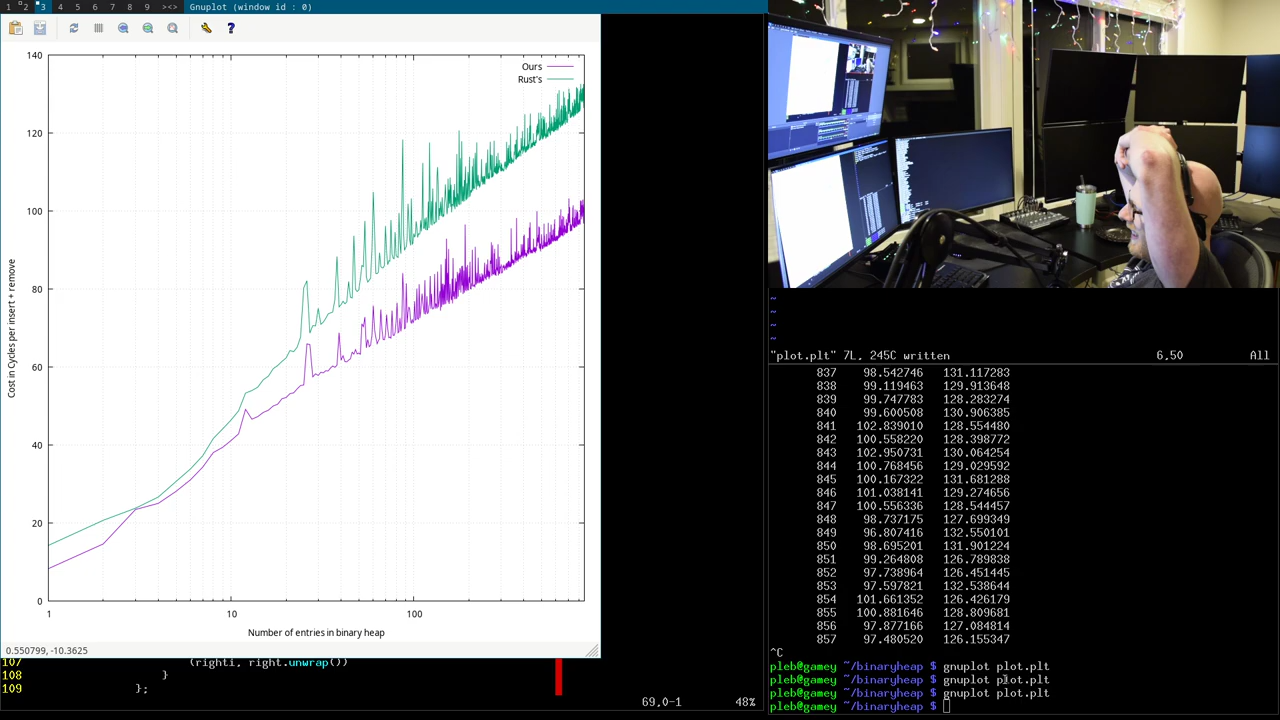 1 2 3 4 5 6 7 8 9 ><> Gnuplot (window id : 0)
?
140
120
100
80
60
40
20
0
1
10
100
Ours
Rust's
Cost in Cycles per insert + remove
Number of entries in binary heap
0.550799, -10.3625
107 (righti, right.unwrap())
108 }
109 };
69,0-1 48%
~
~
~
~
"plot.plt" 7L, 245C written 6,50 All
837 98.542746 131.117283
838 99.119463 129.913648
839 99.747783 128.283274
840 99.600508 130.906385
841 102.839010 128.554480
842 100.558220 128.398772
843 102.950731 130.064254
844 100.768456 129.029592
845 100.167322 131.681288
846 101.038141 129.274656
847 100.556336 128.544457
848 98.737175 127.699349
849 96.807416 132.550101
850 98.695201 131.901224
851 99.264808 126.789838
852 97.738964 126.451445
853 97.597821 132.538644
854 101.661352 126.426179
855 100.881646 128.809681
856 97.877166 127.084814
857 97.480520 126.155347
^C
pleb@gamey ~/binaryheap $ gnuplot plot.plt
pleb@gamey ~/binaryheap $ gnuplot plot.plt
pleb@gamey ~/binaryheap $ gnuplot plot.plt
pleb@gamey ~/binaryheap $